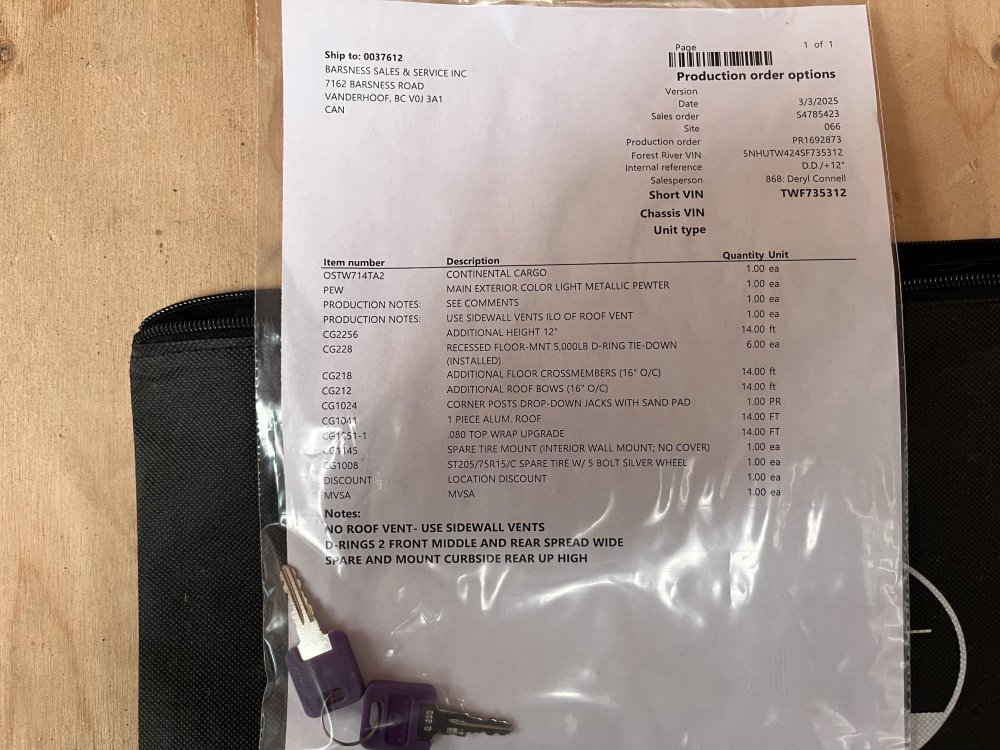 Ship to: 0037612
BARSNESS SALES & SERVICE INC
7162 BARSNESS ROAD
VANDERHOOF, BC V0J 3A1
CAN
Page 1 of 1
Production order options
Version
Date 3/3/2025
Sales order S4785423
Site 066
Production order PR1692873
Forest River VIN 5NHUTW424SF735312
Internal reference D.D./+12"
Salesperson 868: Deryl Connell
Short VIN TWF735312
Chassis VIN
Unit type
Item number Description Quantity Unit
OSTW714TA2 CONTINENTAL CARGO 1.00 ea
PEW MAIN EXTERIOR COLOR LIGHT METALLIC PEWTER 1.00 ea
PRODUCTION NOTES: SEE COMMENTS 1.00 ea
PRODUCTION NOTES: USE SIDEWALL VENTS ILO OF ROOF VENT 1.00 ea
CG2256 ADDITIONAL HEIGHT 12" 14.00 ft
CG228 RECESSED FLOOR-MNT 5,000LB D-RING TIE-DOWN 6.00 ea
(INSTALLED)
CG218 ADDITIONAL FLOOR CROSSMEMBERS (16" O/C) 14.00 ft
CG212 ADDITIONAL ROOF BOWS (16" O/C) 14.00 ft
CG1024 CORNER POSTS DROP-DOWN JACKS WITH SAND PAD 1.00 PR
CG1041 1 PIECE ALUM. ROOF 14.00 FT
.080 TOP WRAP UPGRADE 14.00 FT
CG1145 SPARE TIRE MOUNT (INTERIOR WALL MOUNT; NO COVER) 1.00 ea
CG1008 ST205/75R15/C SPARE TIRE W/ 5 BOLT SILVER WHEEL 1.00 ea
DISCOUNT LOCATION DISCOUNT 1.00 ea
MVSA MVSA 1.00 ea
Notes:
NO ROOF VENT- USE SIDEWALL VENTS
D-RINGS 2 FRONT MIDDLE AND REAR SPREAD WIDE
SPARE AND MOUNT CURBSIDE REAR UP HIGH